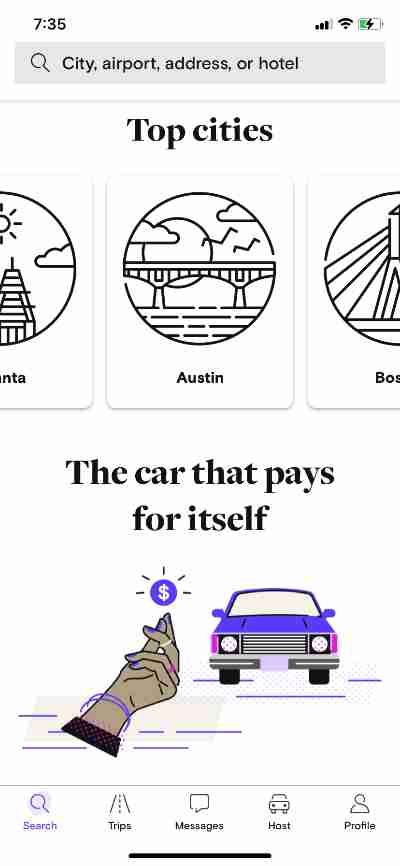 7:35
City, airport, address, or hotel
Top cities
nta
Austin
Bos
The car that pays
for itself
$
Search
Trips
Messages
Host
Profile